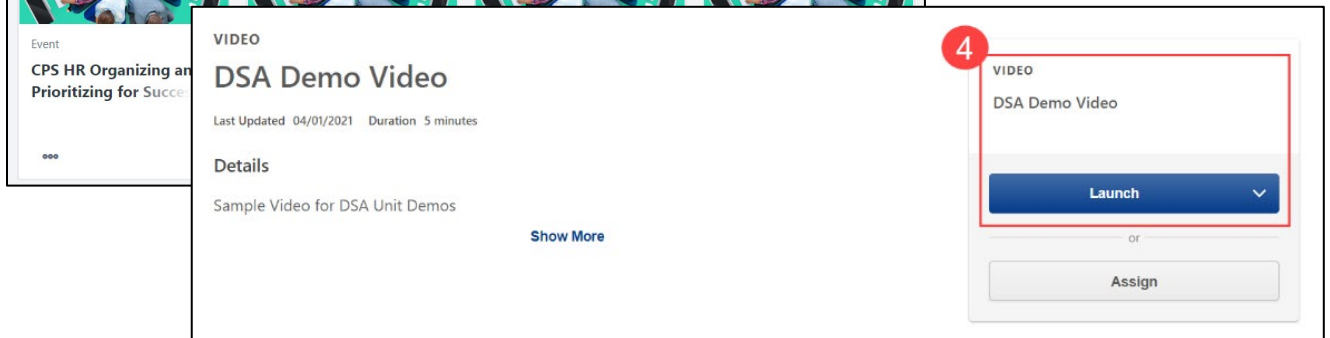 Event
CPS HR Organizing an
Prioritizing for Succe
VIDEO
DSA Demo Video
Last Updated 04/01/2021 Duration 5 minutes
Details
Sample Video for DSA Unit Demos
Show More
4
VIDEO
DSA Demo Video
Launch
or
Assign